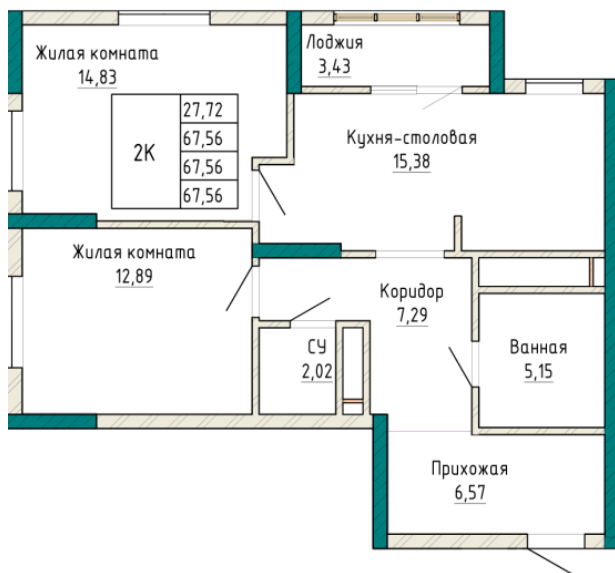 Жилая комната
14,83
Лоджия
3,43
2К
27,72
67,56
67,56
67,56
Кухня-столовая
15,38
Жилая комната
12,89
Коридор
7,29
СУ
2,02
Ванная
5,15
Прихожая
6,57